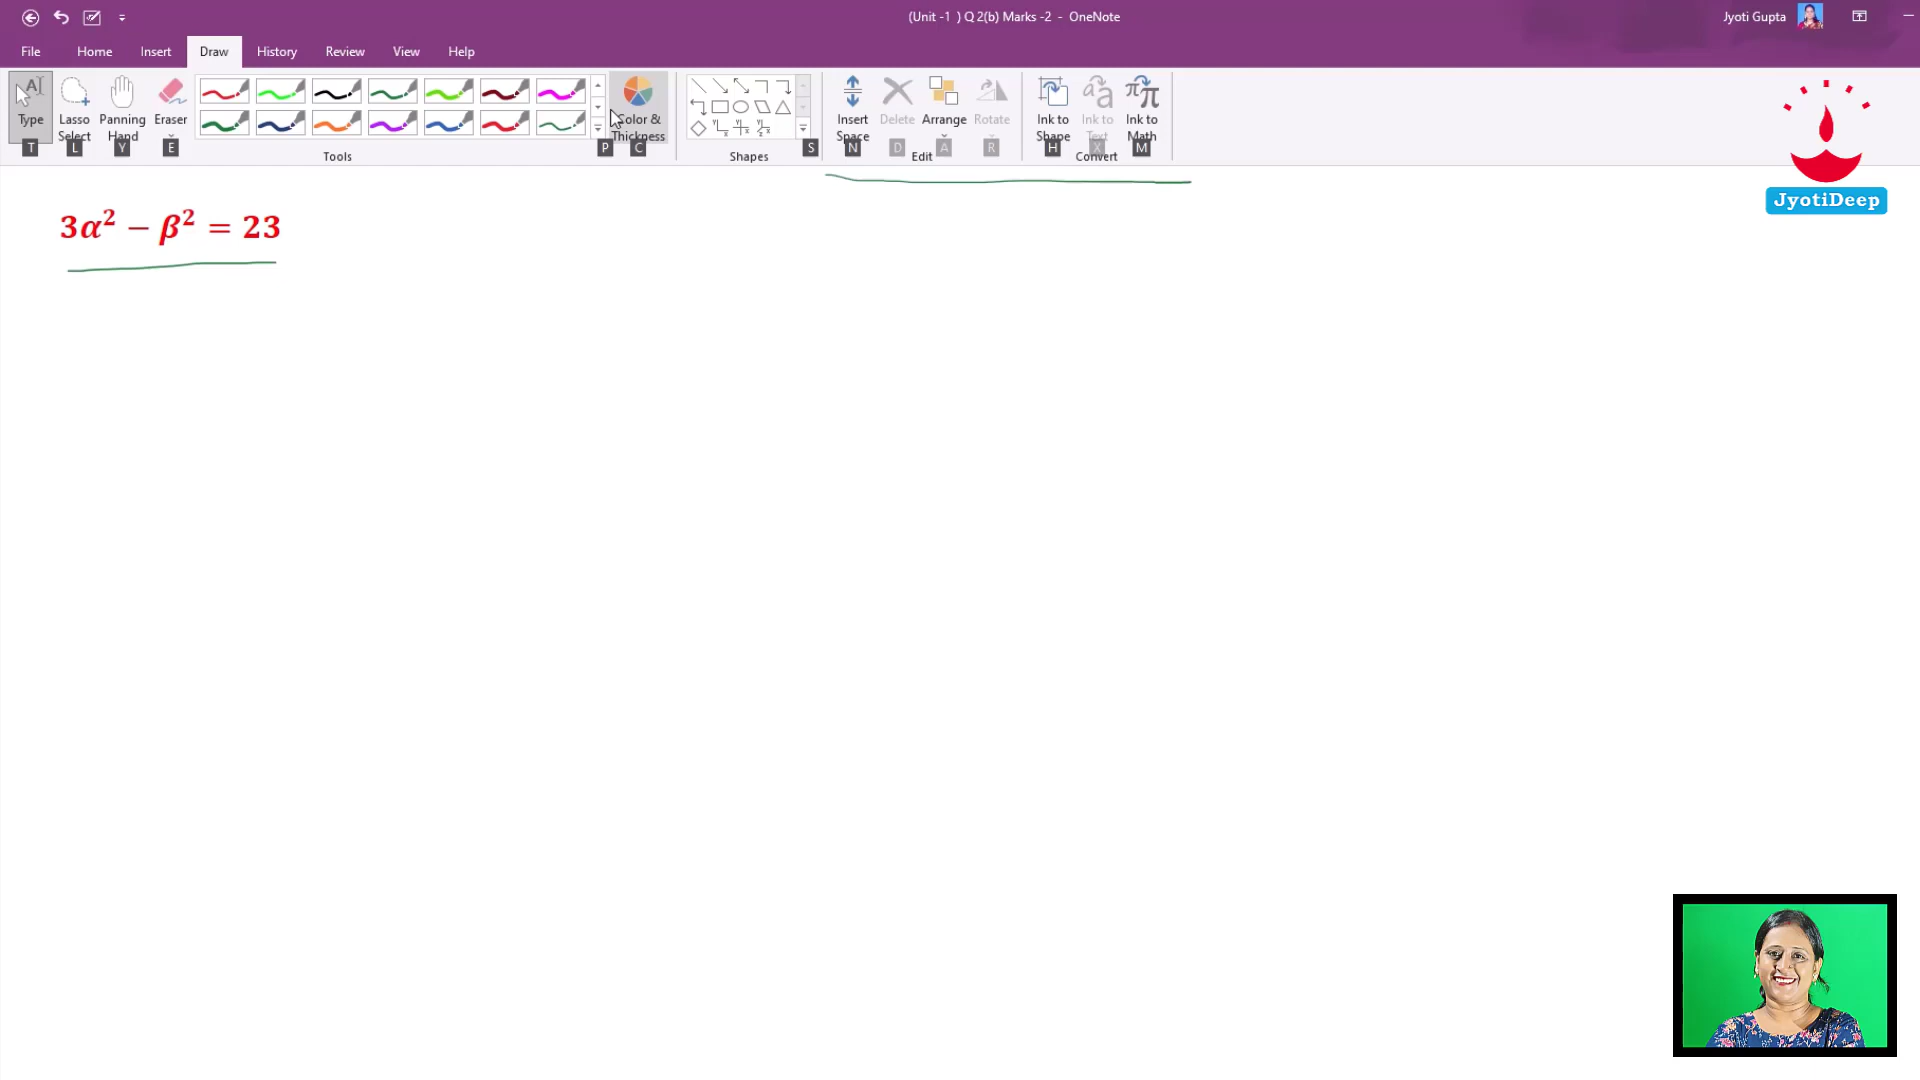 (Unit -1 ) Q 2(b) Marks -2 - OneNote
Jyoti Gupta
File Home Insert Draw History Review View Help
Type Lasso Select Panning Hand Eraser Color & Thickness Insert Space Delete Arrange Rotate Ink to Shape Ink to Text Ink to Math
T L Y E P C S N D A R H X M
Tools Shapes Edit Convert
JyotiDeep
3α² − β² = 23